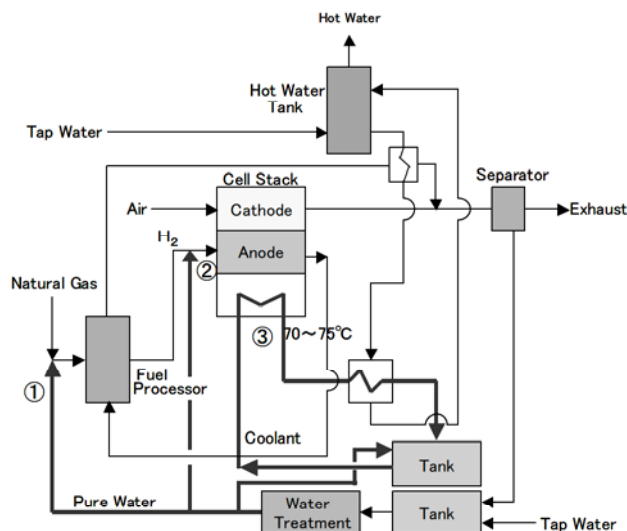 Hot Water
Hot Water
Tank
Tap Water
Cell Stack
Separator
Air
Cathode
Exhaust
H2
②
Anode
Natural Gas
③
70～75℃
①
Fuel
Processor
Coolant
Tank
Pure Water
Water
Treatment
Tank
Tap Water